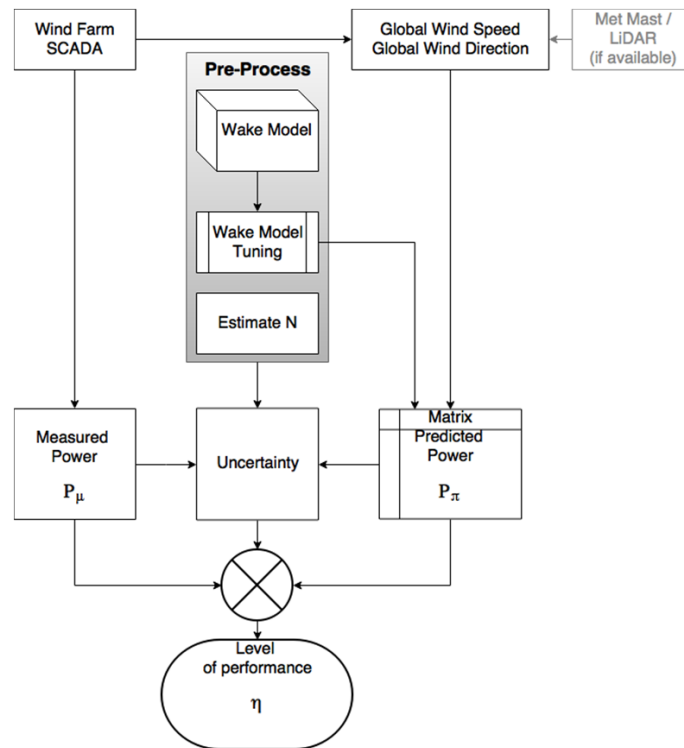 Wind Farm
SCADA
Global Wind Speed
Global Wind Direction
Met Mast /
LiDAR
(if available)
Pre-Process
Wake Model
Wake Model
Tuning
Estimate N
Measured
Power
Pμ
Uncertainty
Matrix
Predicted
Power
Pπ
Level
of performance
η